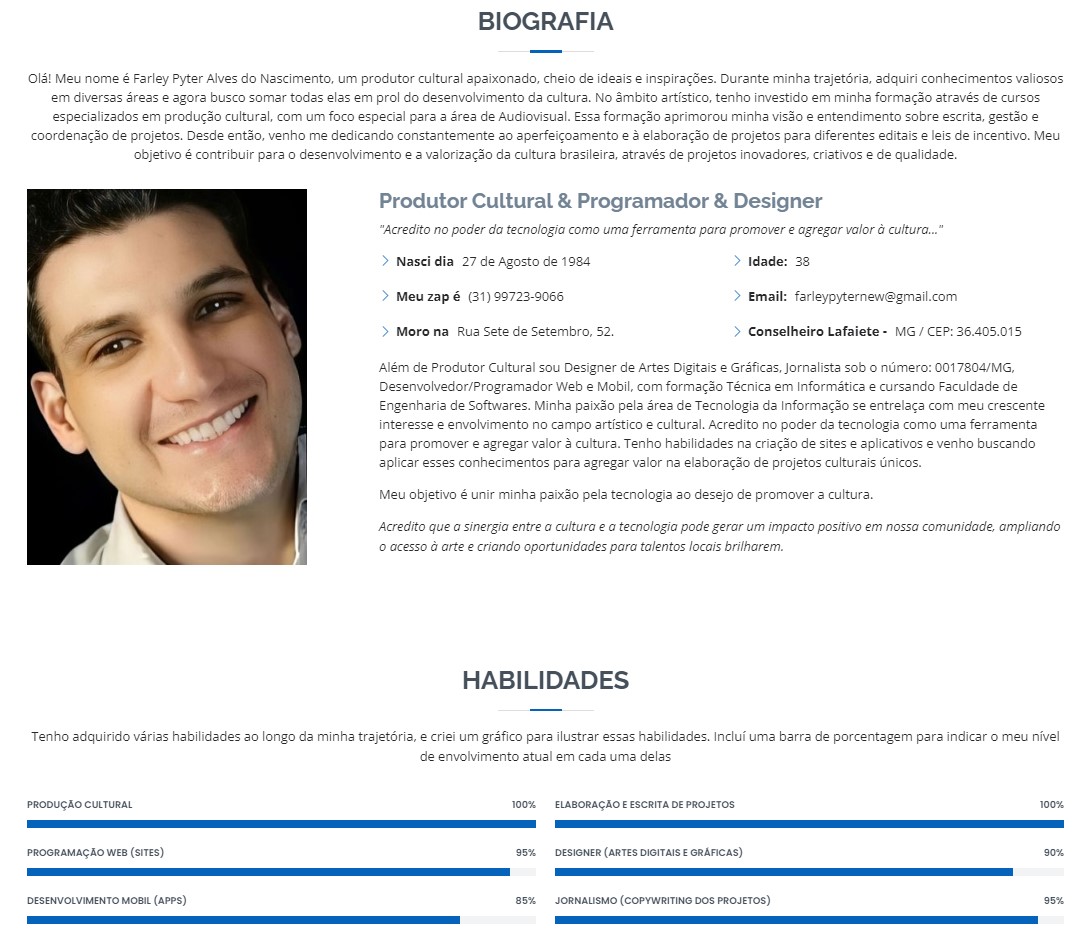 BIOGRAFIA
Olá! Meu nome é Farley Pyter Alves do Nascimento, um produtor cultural apaixonado, cheio de ideais e inspirações. Durante minha trajetória, adquiri conhecimentos valiosos
em diversas áreas e agora busco somar todas elas em prol do desenvolvimento da cultura. No âmbito artístico, tenho investido em minha formação através de cursos
especializados em produção cultural, com um foco especial para a área de Audiovisual. Essa formação aprimorou minha visão e entendimento sobre escrita, gestão e
coordenação de projetos. Desde então, venho me dedicando constantemente ao aperfeiçoamento e à elaboração de projetos para diferentes editais e leis de incentivo. Meu
objetivo é contribuir para o desenvolvimento e a valorização da cultura brasileira, através de projetos inovadores, criativos e de qualidade.
Produtor Cultural & Programador & Designer
"Acredito no poder da tecnologia como uma ferramenta para promover e agregar valor à cultura..."
Nasci dia 27 de Agosto de 1984
Idade: 38
Meu zap é (31) 99723-9066
Email: farleypyternew@gmail.com
Moro na Rua Sete de Setembro, 52.
Conselheiro Lafaiete - MG / CEP: 36.405.015
Além de Produtor Cultural sou Designer de Artes Digitais e Gráficas, Jornalista sob o número: 0017804/MG,
Desenvolvedor/Programador Web e Mobil, com formação Técnica em Informática e cursando Faculdade de
Engenharia de Softwares. Minha paixão pela área de Tecnologia da Informação se entrelaça com meu crescente
interesse e envolvimento no campo artístico e cultural. Acredito no poder da tecnologia como uma ferramenta
para promover e agregar valor à cultura. Tenho habilidades na criação de sites e aplicativos e venho buscando
aplicar esses conhecimentos para agregar valor na elaboração de projetos culturais únicos.
Meu objetivo é unir minha paixão pela tecnologia ao desejo de promover a cultura.
Acredito que a sinergia entre a cultura e a tecnologia pode gerar um impacto positivo em nossa comunidade, ampliando
o acesso à arte e criando oportunidades para talentos locais brilharem.
HABILIDADES
Tenho adquirido várias habilidades ao longo da minha trajetória, e criei um gráfico para ilustrar essas habilidades. Incluí uma barra de porcentagem para indicar o meu nível
de envolvimento atual em cada uma delas
PRODUÇÃO CULTURAL 100%
ELABORAÇÃO E ESCRITA DE PROJETOS 100%
PROGRAMAÇÃO WEB (SITES) 95%
DESIGNER (ARTES DIGITAIS E GRÁFICAS) 90%
DESENVOLVIMENTO MOBIL (APPS) 85%
JORNALISMO (COPYWRITING DOS PROJETOS) 95%